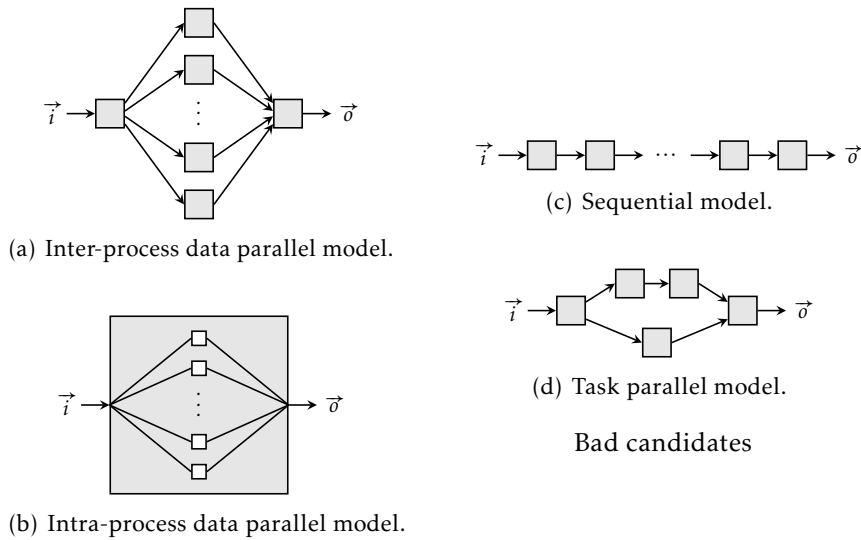 i
o
⋮
(a) Inter-process data parallel model.
i
o
⋮
(b) Intra-process data parallel model.
i
...
o
(c) Sequential model.
i
o
(d) Task parallel model.
Bad candidates